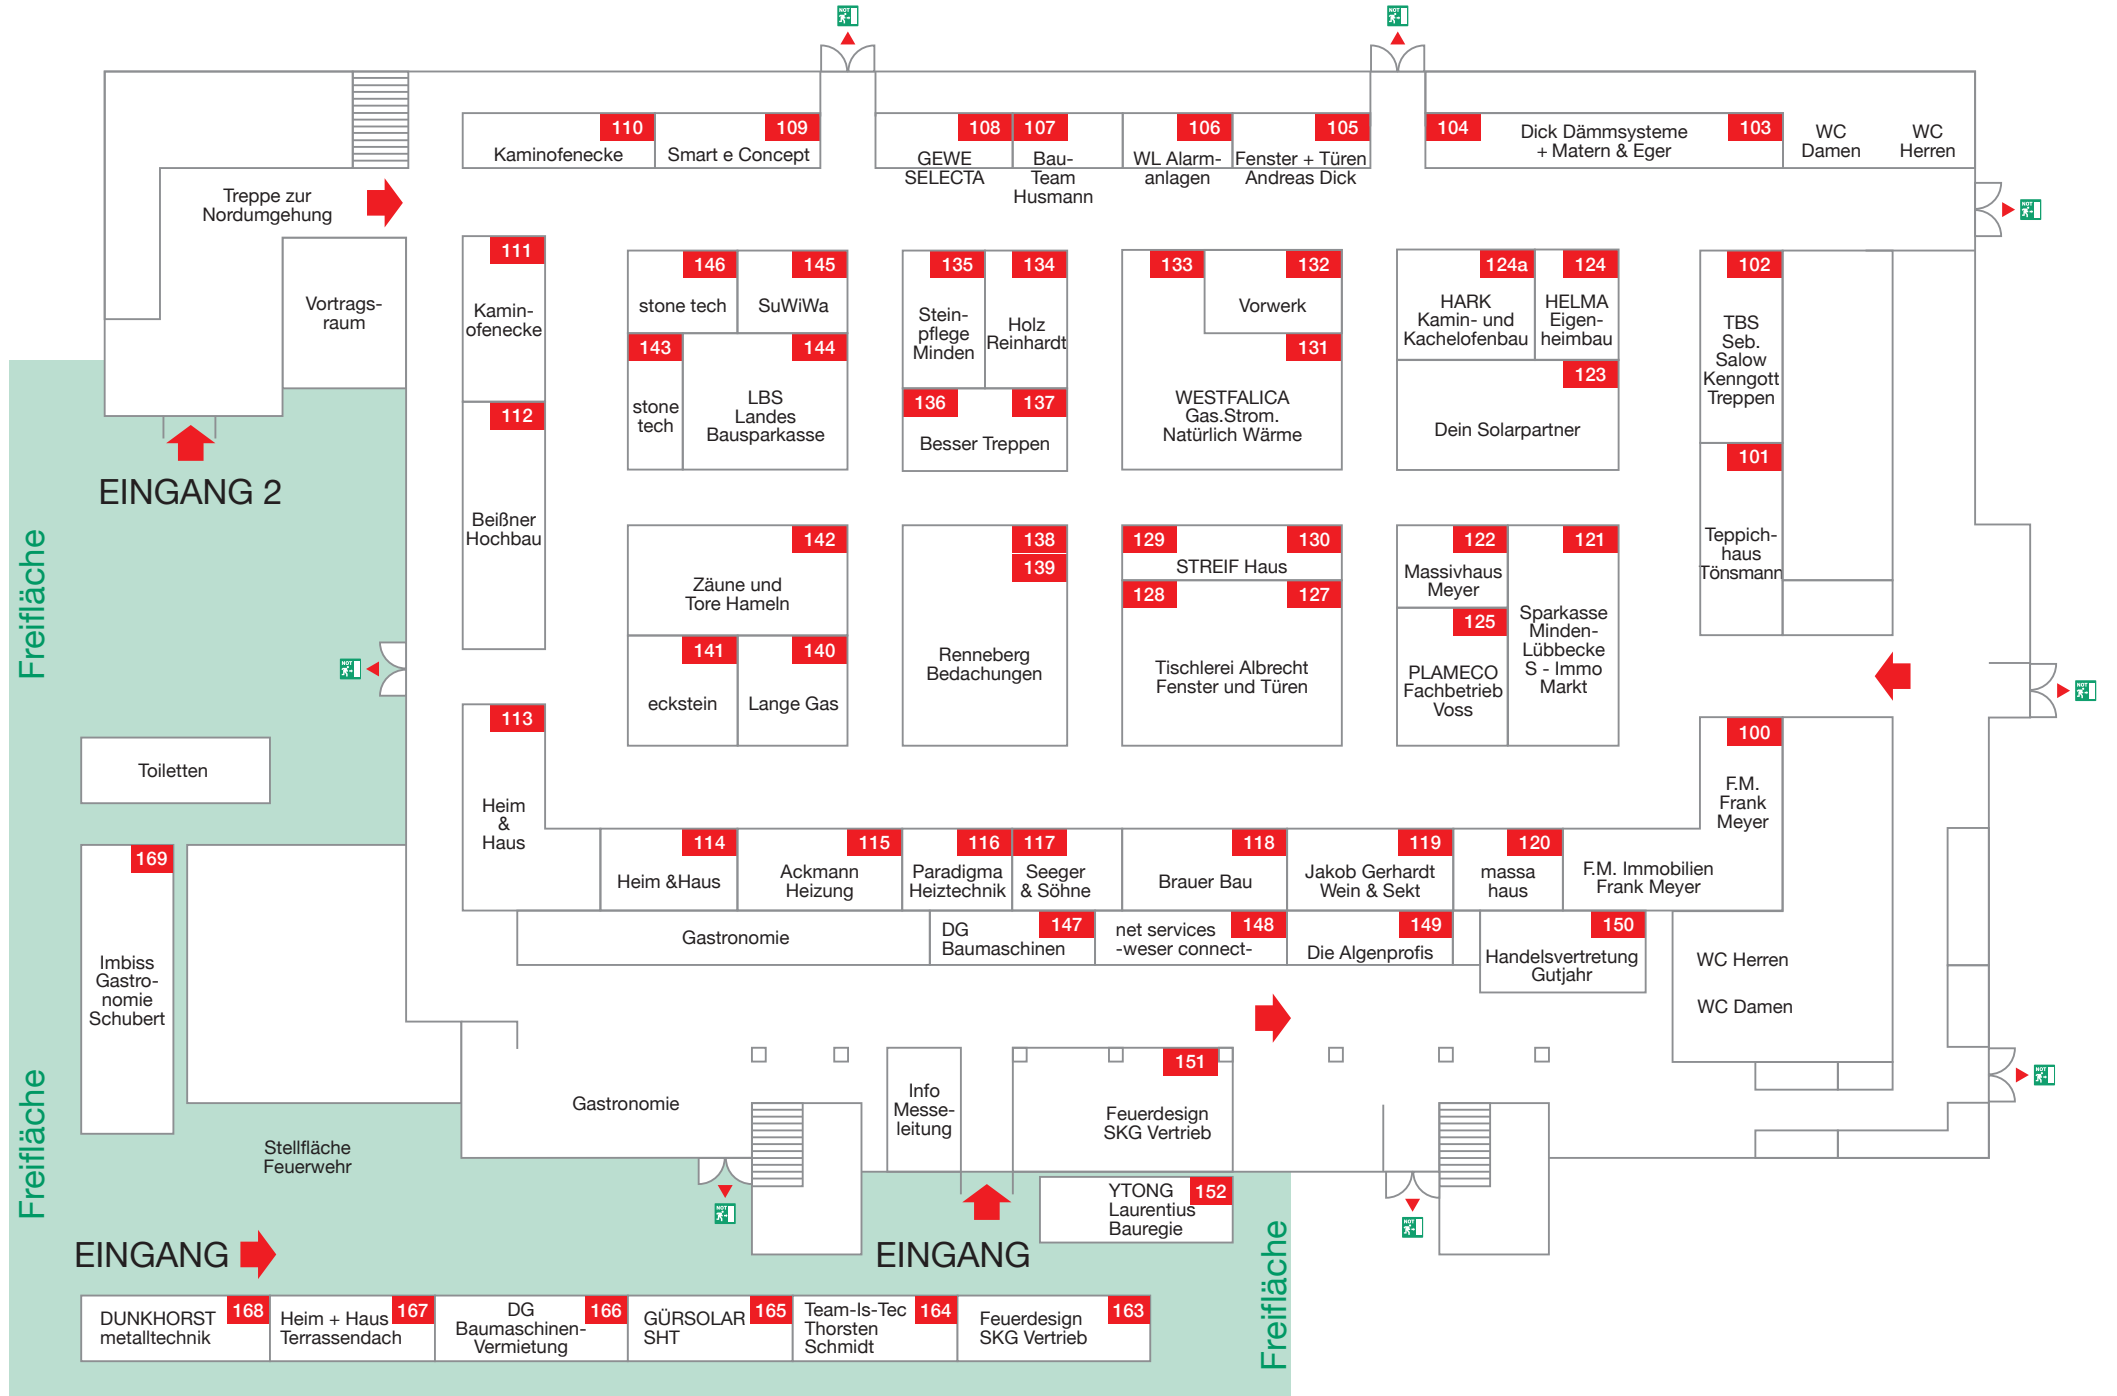 NOT
NOT
110
109
108
107
106
105
104
103
Kaminofenecke
Smart e Concept
GEWE
SELECTA
Bau-
Team
Husmann
WL Alarm-
anlagen
Fenster + Türen
Andreas Dick
Dick Dämmsysteme
+ Matern & Eger
WC
Damen
WC
Herren
Treppe zur
Nordumgehung
NOT
Vortrags-
raum
111
Kamin-
ofenecke
146
stone tech
145
SuWiWa
135
Stein-
pflege
Minden
134
Holz
Reinhardt
133
132
Vorwerk
131
WESTFALICA
Gas.Strom.
Natürlich Wärme
124a
HARK
Kamin- und
Kachelofenbau
124
HELMA
Eigen-
heimbau
102
TBS
Seb.
Salow
Kenngott
Treppen
143
stone
tech
144
LBS
Landes
Bausparkasse
136
137
Besser Treppen
123
Dein Solarpartner
112
Beißner
Hochbau
101
Teppich-
haus
Tönsmann
EINGANG 2
Freifläche
142
Zäune und
Tore Hameln
138
139
Renneberg
Bedachungen
129
130
STREIF Haus
128
127
Tischlerei Albrecht
Fenster und Türen
122
Massivhaus
Meyer
121
Sparkasse
Minden-
Lübbecke
S - Immo
Markt
125
PLAMECO
Fachbetrieb
Voss
141
eckstein
140
Lange Gas
NOT
NOT
113
Heim
&
Haus
100
F.M.
Frank
Meyer
Toiletten
114
Heim &Haus
115
Ackmann
Heizung
116
Paradigma
Heiztechnik
117
Seeger
& Söhne
118
Brauer Bau
119
Jakob Gerhardt
Wein & Sekt
120
massa
haus
F.M. Immobilien
Frank Meyer
169
Imbiss
Gastro-
nomie
Schubert
Gastronomie
147
DG
Baumaschinen
148
net services
-weser connect-
149
Die Algenprofis
150
Handelsvertretung
Gutjahr
WC Herren
WC Damen
NOT
Freifläche
Gastronomie
Info
Messe-
leitung
151
Feuerdesign
SKG Vertrieb
Stellfläche
Feuerwehr
NOT
152
YTONG
Laurentius
Bauregie
NOT
EINGANG
EINGANG
Freifläche
168
DUNKHORST
metalltechnik
167
Heim + Haus
Terrassendach
166
DG
Baumaschinen-
Vermietung
165
GÜRSOLAR
SHT
164
Team-Is-Tec
Thorsten
Schmidt
163
Feuerdesign
SKG Vertrieb